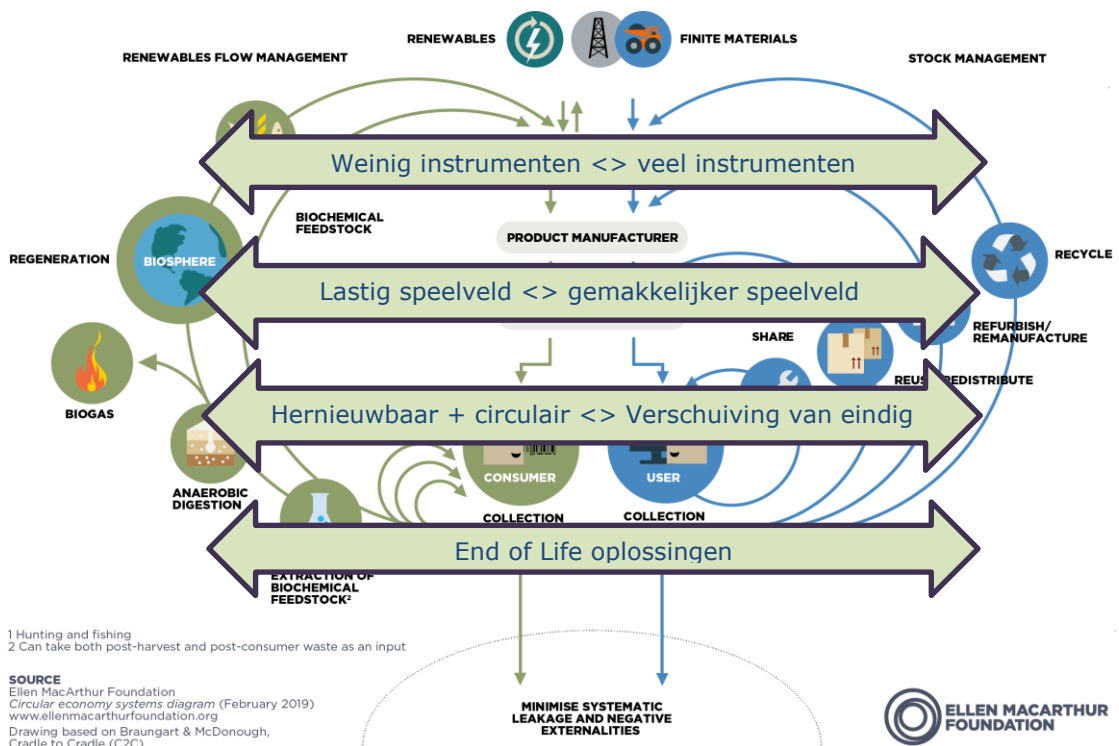 RENEWABLES
FINITE MATERIALS
RENEWABLES FLOW MANAGEMENT
STOCK MANAGEMENT
Weinig instrumenten <> veel instrumenten
BIOCHEMICAL
FEEDSTOCK
PRODUCT MANUFACTURER
REGENERATION
BIOSPHERE
RECYCLE
Lastig speelveld <> gemakkelijker speelveld
SHARE
REFURBISH/
REMANUFACTURE
BIOGAS
Hernieuwbaar + circulair <> Verschuiving van eindig
CONSUMER
USER
ANAEROBIC
DIGESTION
COLLECTION
COLLECTION
End of Life oplossingen
EXTRACTION OF
BIOCHEMICAL
FEEDSTOCK²
1 Hunting and fishing
2 Can take both post-harvest and post-consumer waste as an input
SOURCE
Ellen MacArthur Foundation
Circular economy systems diagram (February 2019)
www.ellenmacarthurfoundation.org
Drawing based on Braungart & McDonough,
Cradle to Cradle (C2C)
MINIMISE SYSTEMATIC
LEAKAGE AND NEGATIVE
EXTERNALITIES
ELLEN MACARTHUR
FOUNDATION